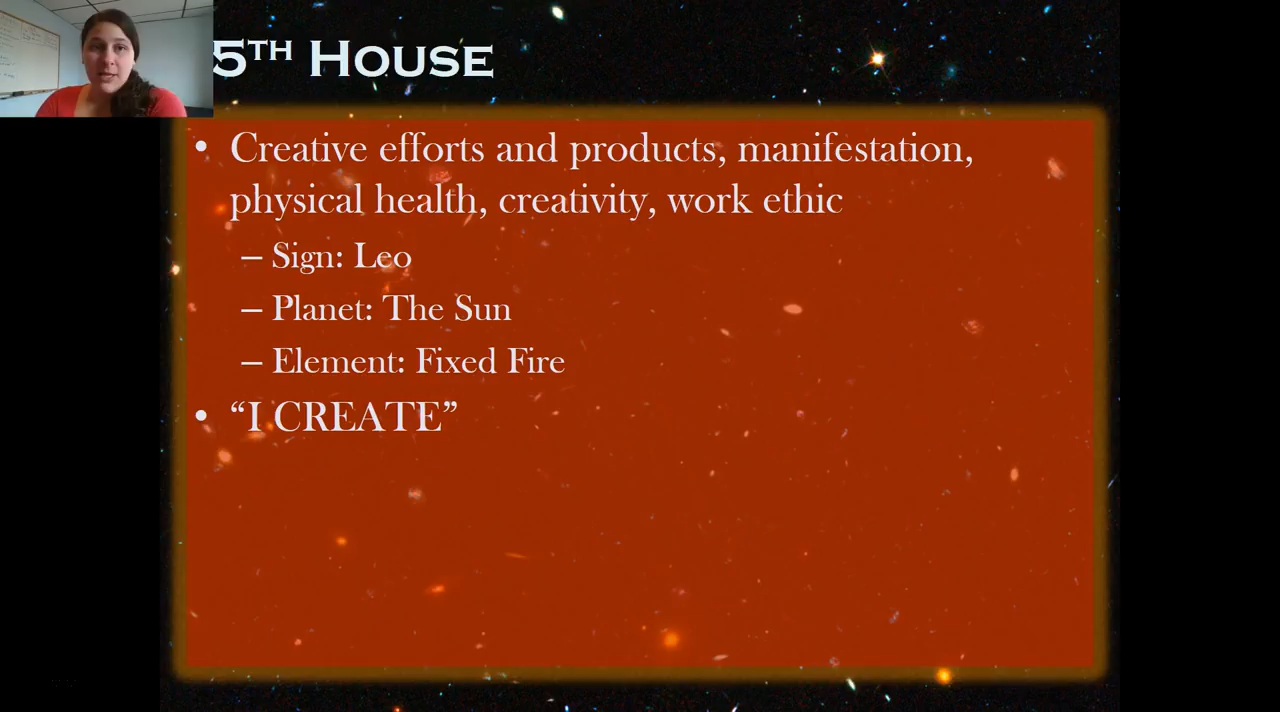 5TH HOUSE
• Creative efforts and products, manifestation,
physical health, creativity, work ethic
– Sign: Leo
– Planet: The Sun
– Element: Fixed Fire
• “I CREATE”